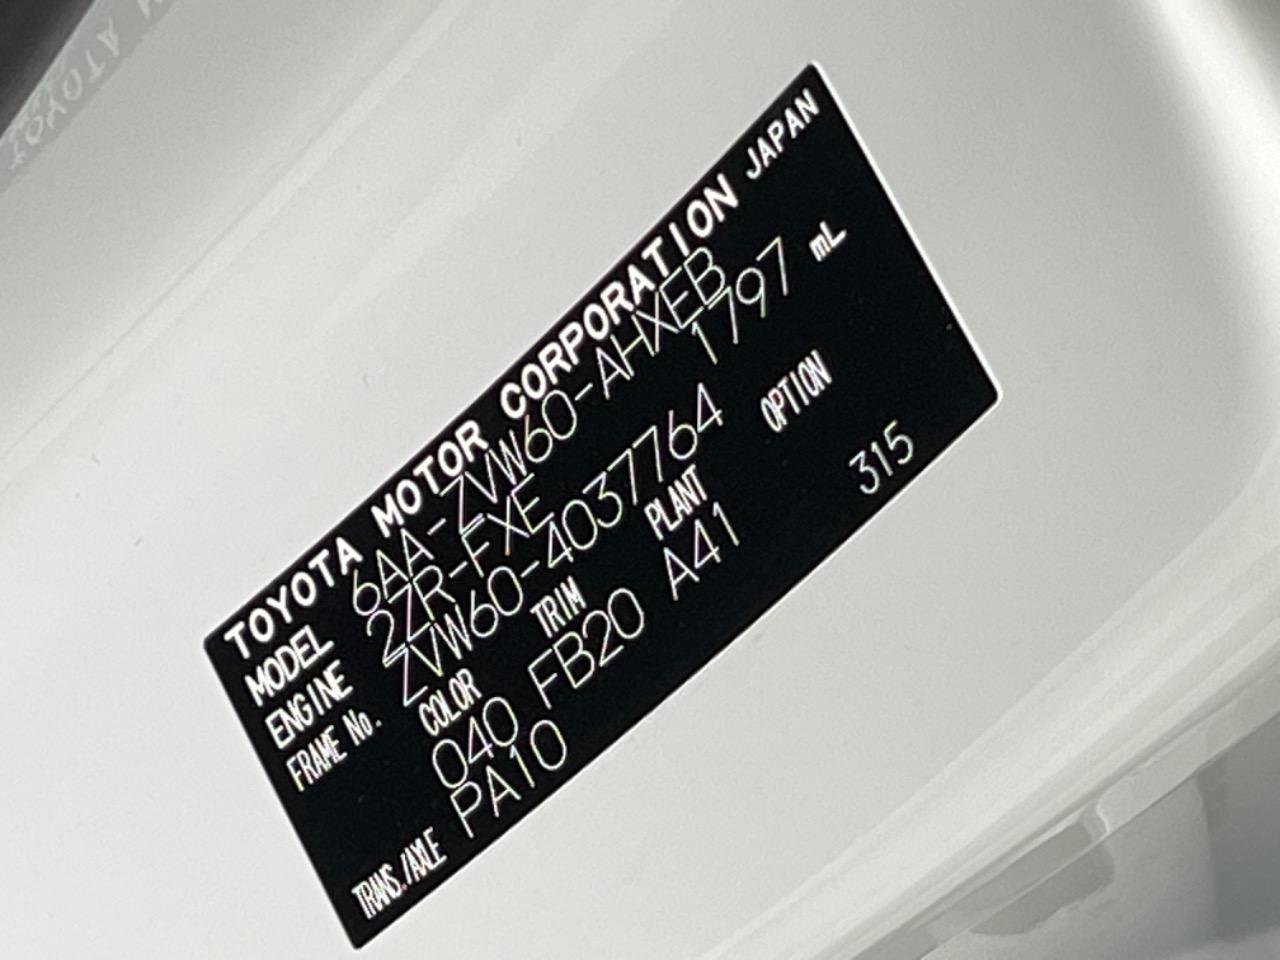 TOYOTA MOTOR CORPORATION JAPAN
MODEL 6AA-ZVW60-AHXEB
ENGINE 2ZR-FXE 1797 mL
FRAME No. ZVW60-4037764
COLOR TRIM PLANT OPTION
040 FB20 A41 315
TRANS./AXLE PA10
TOYOTA M